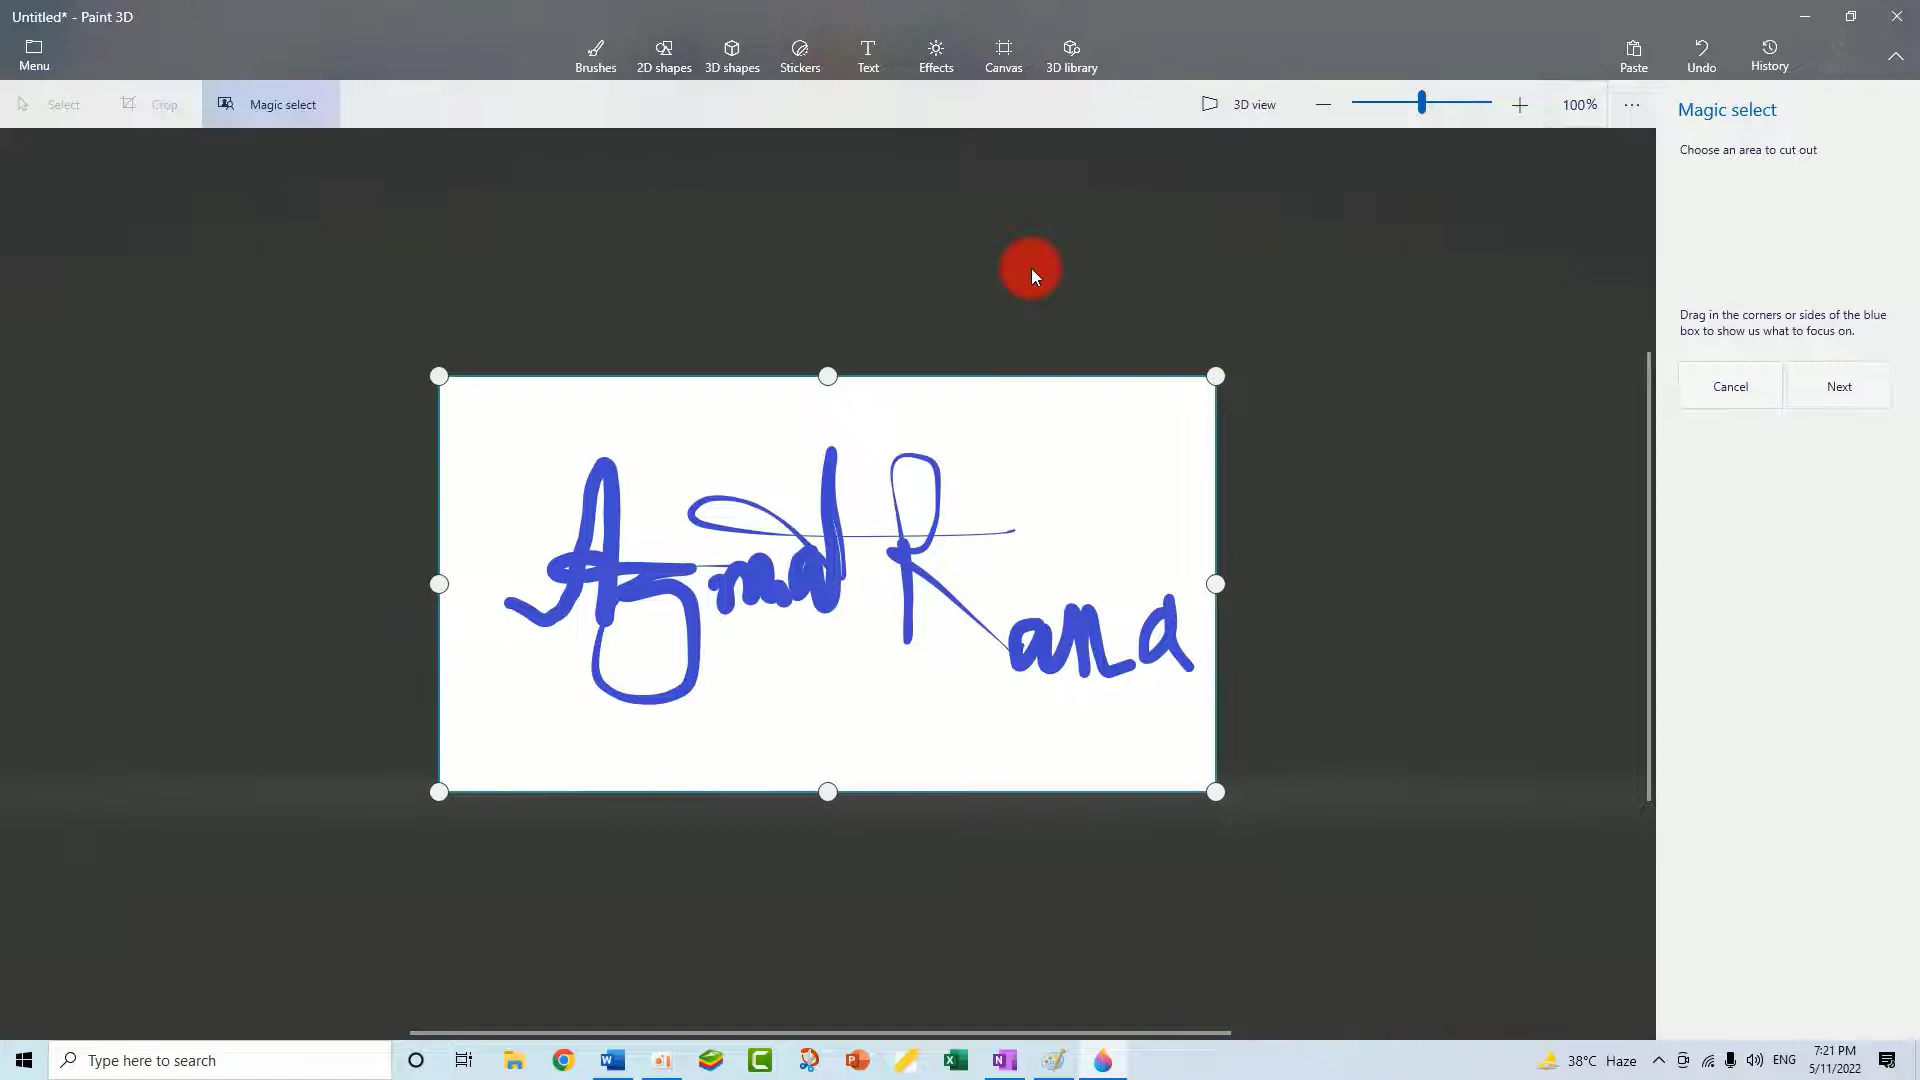 Untitled* - Paint 3D
Menu
Brushes
2D shapes
3D shapes
Stickers
Text
Effects
Canvas
3D library
Paste
Undo
History
Select
Crop
Magic select
3D view
100%
Magic select
Choose an area to cut out
Drag in the corners or sides of the blue
box to show us what to focus on.
Cancel
Next
Rana
Type here to search
38°C Haze
ENG
7:21 PM
5/11/2022